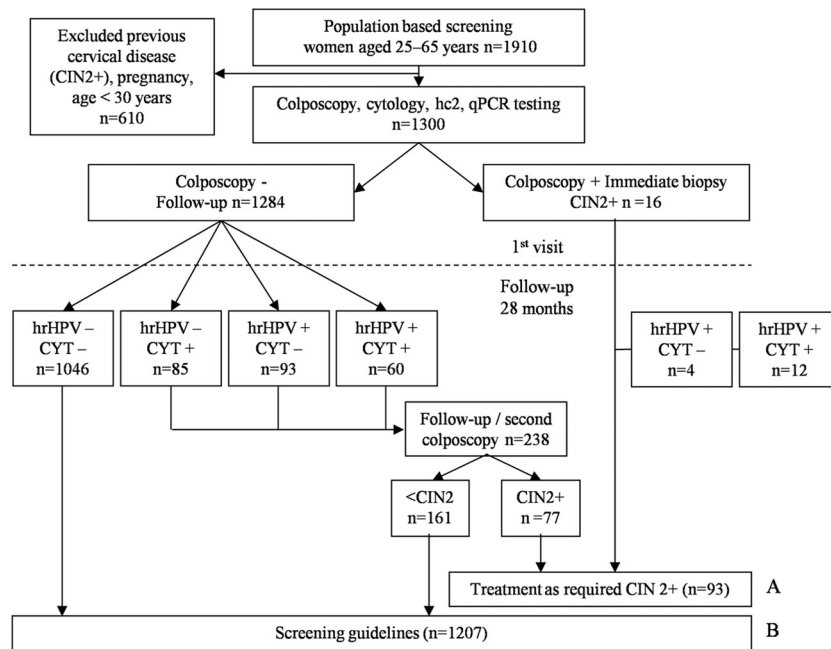 Population based screening
women aged 25–65 years n=1910
Excluded previous
cervical disease
(CIN2+), pregnancy,
age < 30 years
n=610
Colposcopy, cytology, hc2, qPCR testing
n=1300
Colposcopy -
Follow-up n=1284
Colposcopy + Immediate biopsy
CIN2+ n =16
1st visit
Follow-up
28 months
hrHPV –
CYT –
n=1046
hrHPV –
CYT +
n=85
hrHPV +
CYT –
n=93
hrHPV +
CYT +
n=60
hrHPV +
CYT –
n=4
hrHPV +
CYT +
n=12
Follow-up / second
colposcopy n=238
<CIN2
n=161
CIN2+
n =77
Treatment as required CIN 2+ (n=93)
A
Screening guidelines (n=1207)
B